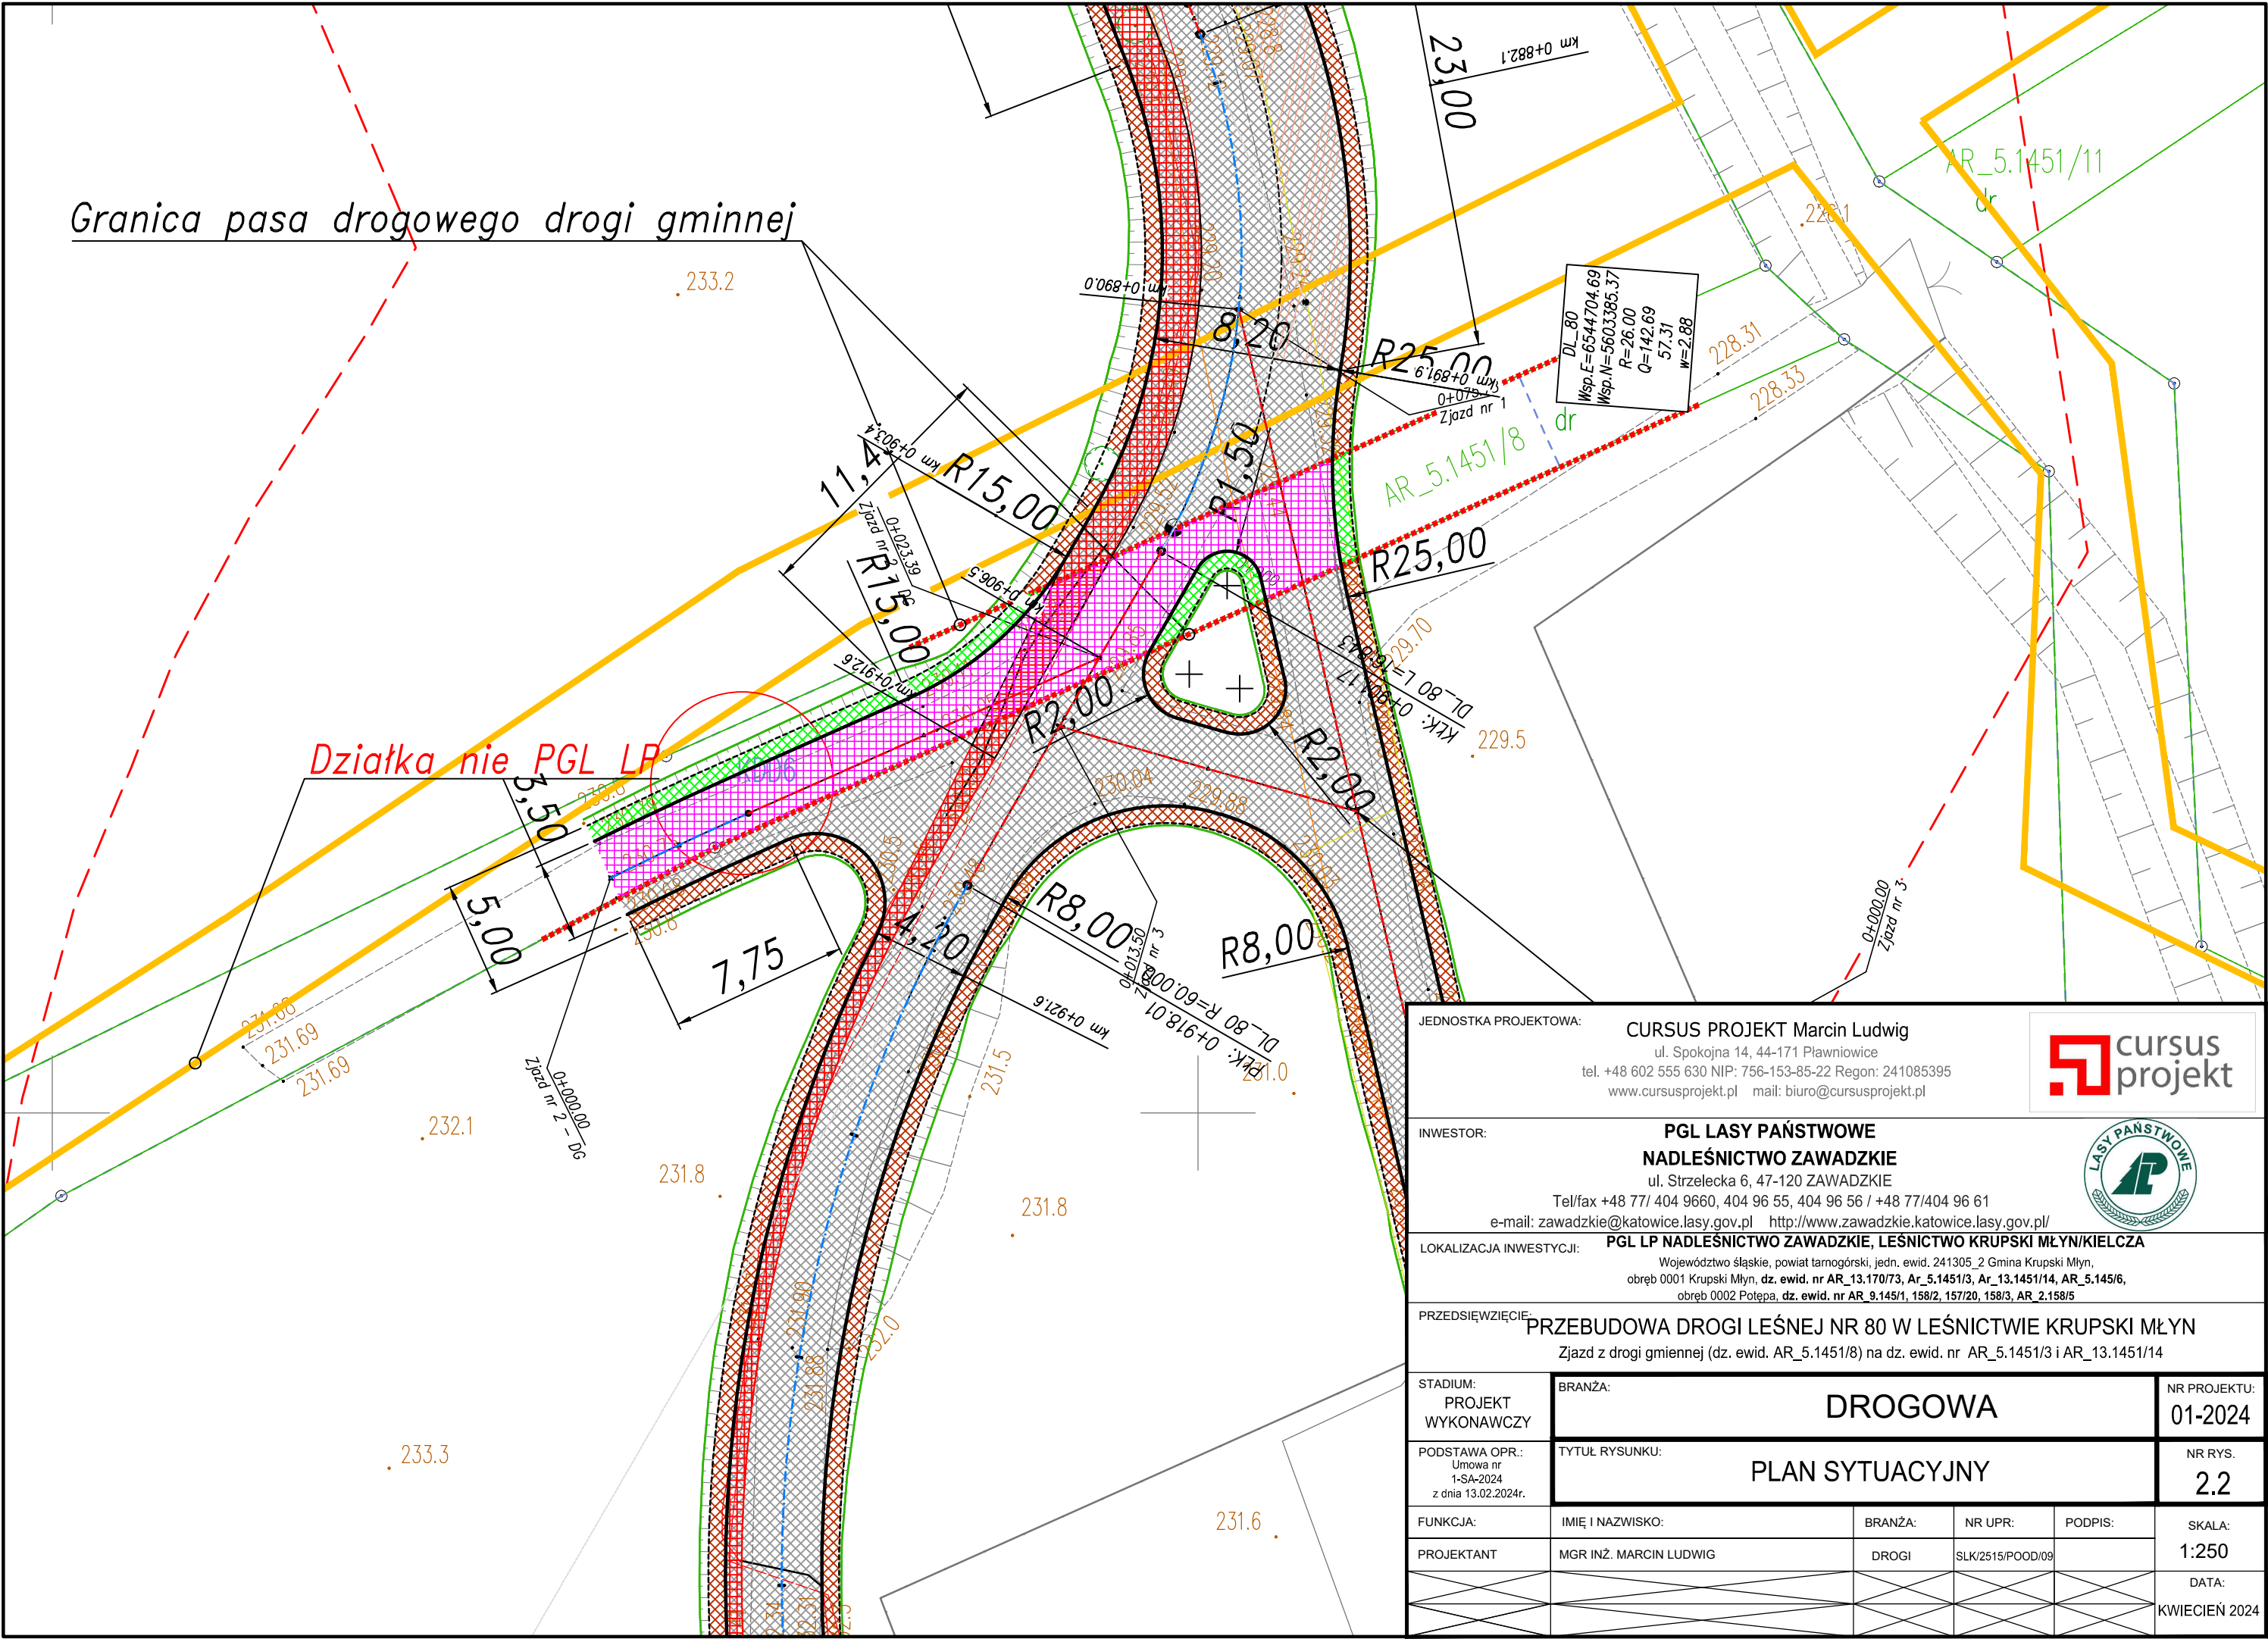 Granica pasa drogowego drogi gminnej
Działka nie PGL LP
233.2
23,00
km 0+882.1
AR_5.1451/11
dr
228.31
228.33
DL_80
Wsp.E=6544704.69
Wsp.N=5603385.37
R=26.00
Q=142.69
57.31
w=2.88
km 0+890.0
8,20
R25,00
km 0+891.9
Zjazd nr 1
AR_5.1451/8
dr
km 0+903.4
R15,00
R1,50
0+023.39
Zjazd nr 2 - DG
R15,00
km 0+906.5
R25,00
229.70
km 0+912.6
R2,00
R2,00
229.5
230.04
229.88
3,50
5,00
7,75
4,20
R8,00
R8,00
0+013.50
Zjazd nr 3
DL_80 R=60.000
PŁK: 0+918.01
km 0+921.6
0+000.00
Zjazd nr 3
0+000.00
Zjazd nr 2 - DG
231.69
231.69
232.1
231.8
231.5
231.0
231.8
231.90
231.88
232.0
233.3
231.6
JEDNOSTKA PROJEKTOWA:
CURSUS PROJEKT Marcin Ludwig
ul. Spokojna 14, 44-171 Pławniowice
tel. +48 602 555 630 NIP: 756-153-85-22 Regon: 241085395
www.cursusprojekt.pl mail: biuro@cursusprojekt.pl
cursus
projekt
INWESTOR:
PGL LASY PAŃSTWOWE
NADLEŚNICTWO ZAWADZKIE
ul. Strzelecka 6, 47-120 ZAWADZKIE
Tel/fax +48 77/ 404 9660, 404 96 55, 404 96 56 / +48 77/404 96 61
e-mail: zawadzkie@katowice.lasy.gov.pl http://www.zawadzkie.katowice.lasy.gov.pl/
LASY PAŃSTWOWE
LOKALIZACJA INWESTYCJI:
PGL LP NADLEŚNICTWO ZAWADZKIE, LEŚNICTWO KRUPSKI MŁYN/KIELCZA
Województwo śląskie, powiat tarnogórski, jedn. ewid. 241305_2 Gmina Krupski Młyn,
obręb 0001 Krupski Młyn, dz. ewid. nr AR_13.170/73, Ar_5.1451/3, Ar_13.1451/14, AR_5.145/6,
obręb 0002 Potępa, dz. ewid. nr AR_9.145/1, 158/2, 157/20, 158/3, AR_2.158/5
PRZEDSIĘWZIĘCIE:
PRZEBUDOWA DROGI LEŚNEJ NR 80 W LEŚNICTWIE KRUPSKI MŁYN
Zjazd z drogi gmiennej (dz. ewid. AR_5.1451/8) na dz. ewid. nr AR_5.1451/3 i AR_13.1451/14
STADIUM:
PROJEKT
WYKONAWCZY
BRANŻA:
DROGOWA
NR PROJEKTU:
01-2024
PODSTAWA OPR.:
Umowa nr
1-SA-2024
z dnia 13.02.2024r.
TYTUŁ RYSUNKU:
PLAN SYTUACYJNY
NR RYS.
2.2
FUNKCJA:
IMIĘ I NAZWISKO:
BRANŻA:
NR UPR:
PODPIS:
SKALA:
1:250
PROJEKTANT
MGR INŻ. MARCIN LUDWIG
DROGI
SLK/2515/POOD/09
DATA:
KWIECIEŃ 2024